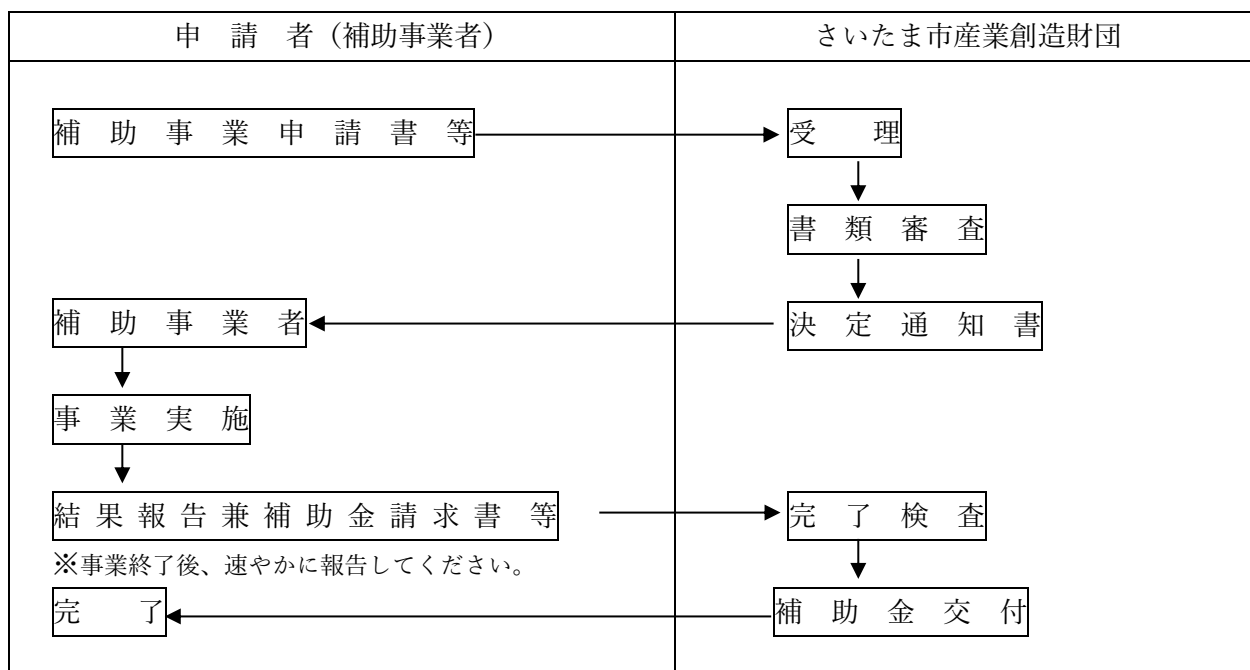 申　請　者（補助事業者）
さいたま市産業創造財団
補助事業申請書等
受　理
書類審査
決定通知書
補助事業者
事業実施
結果報告兼補助金請求書 等
※事業終了後、速やかに報告してください。
完了検査
補助金交付
完　了